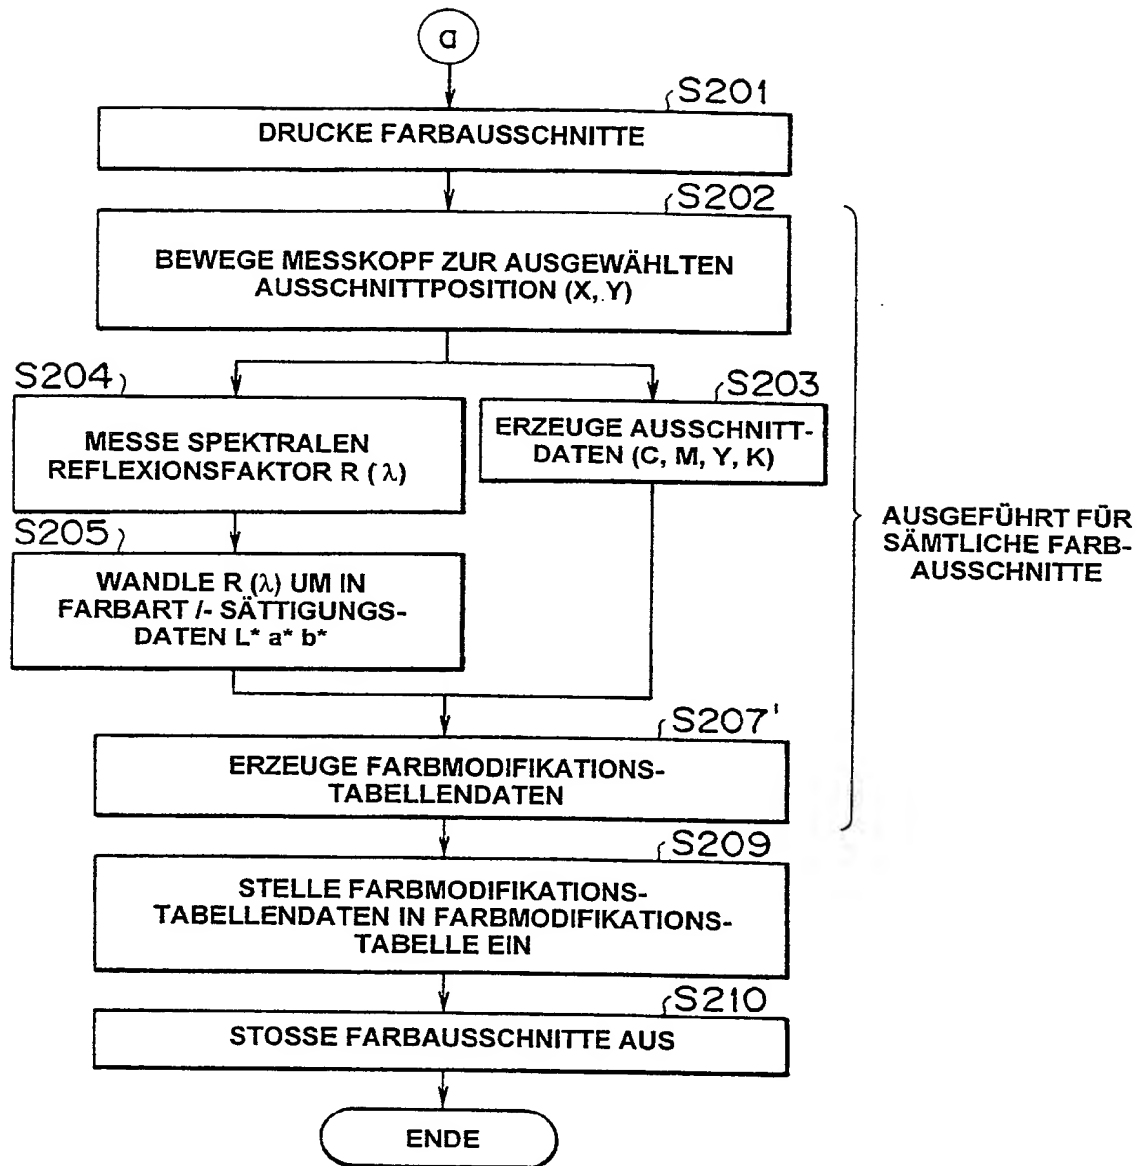 a
S201
DRUCKE FARBAUSSCHNITTE
S202
BEWEGE MESSKOPF ZUR AUSGEWÄHLTEN
AUSSCHNITTPOSITION (X, Y)
S204
MESSE SPEKTRALEN
REFLEXIONSFAKTOR R (λ)
S203
ERZEUGE AUSSCHNITT-
DATEN (C, M, Y, K)
S205
WANDLE R (λ) UM IN
FARBART /- SÄTTIGUNGS-
DATEN L* a* b*
AUSGEFÜHRT FÜR
SÄMTLICHE FARB-
AUSSCHNITTE
S207'
ERZEUGE FARBMODIFIKATIONS-
TABELLENDATEN
S209
STELLE FARBMODIFIKATIONS-
TABELLENDATEN IN FARBMODIFIKATIONS-
TABELLE EIN
S210
STOSSE FARBAUSSCHNITTE AUS
ENDE